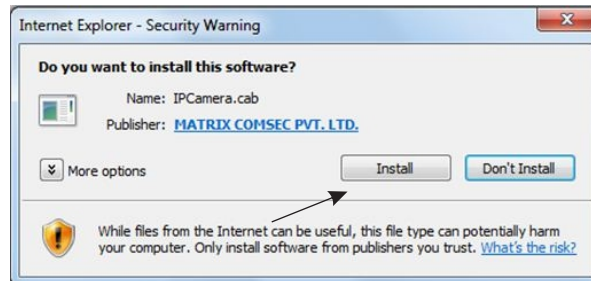 Internet Explorer - Security Warning
Do you want to install this software?
Name: IPCamera.cab
Publisher: MATRIX COMSEC PVT. LTD.
More options
Install
Don't Install
While files from the Internet can be useful, this file type can potentially harm
your computer. Only install software from publishers you trust. What's the risk?